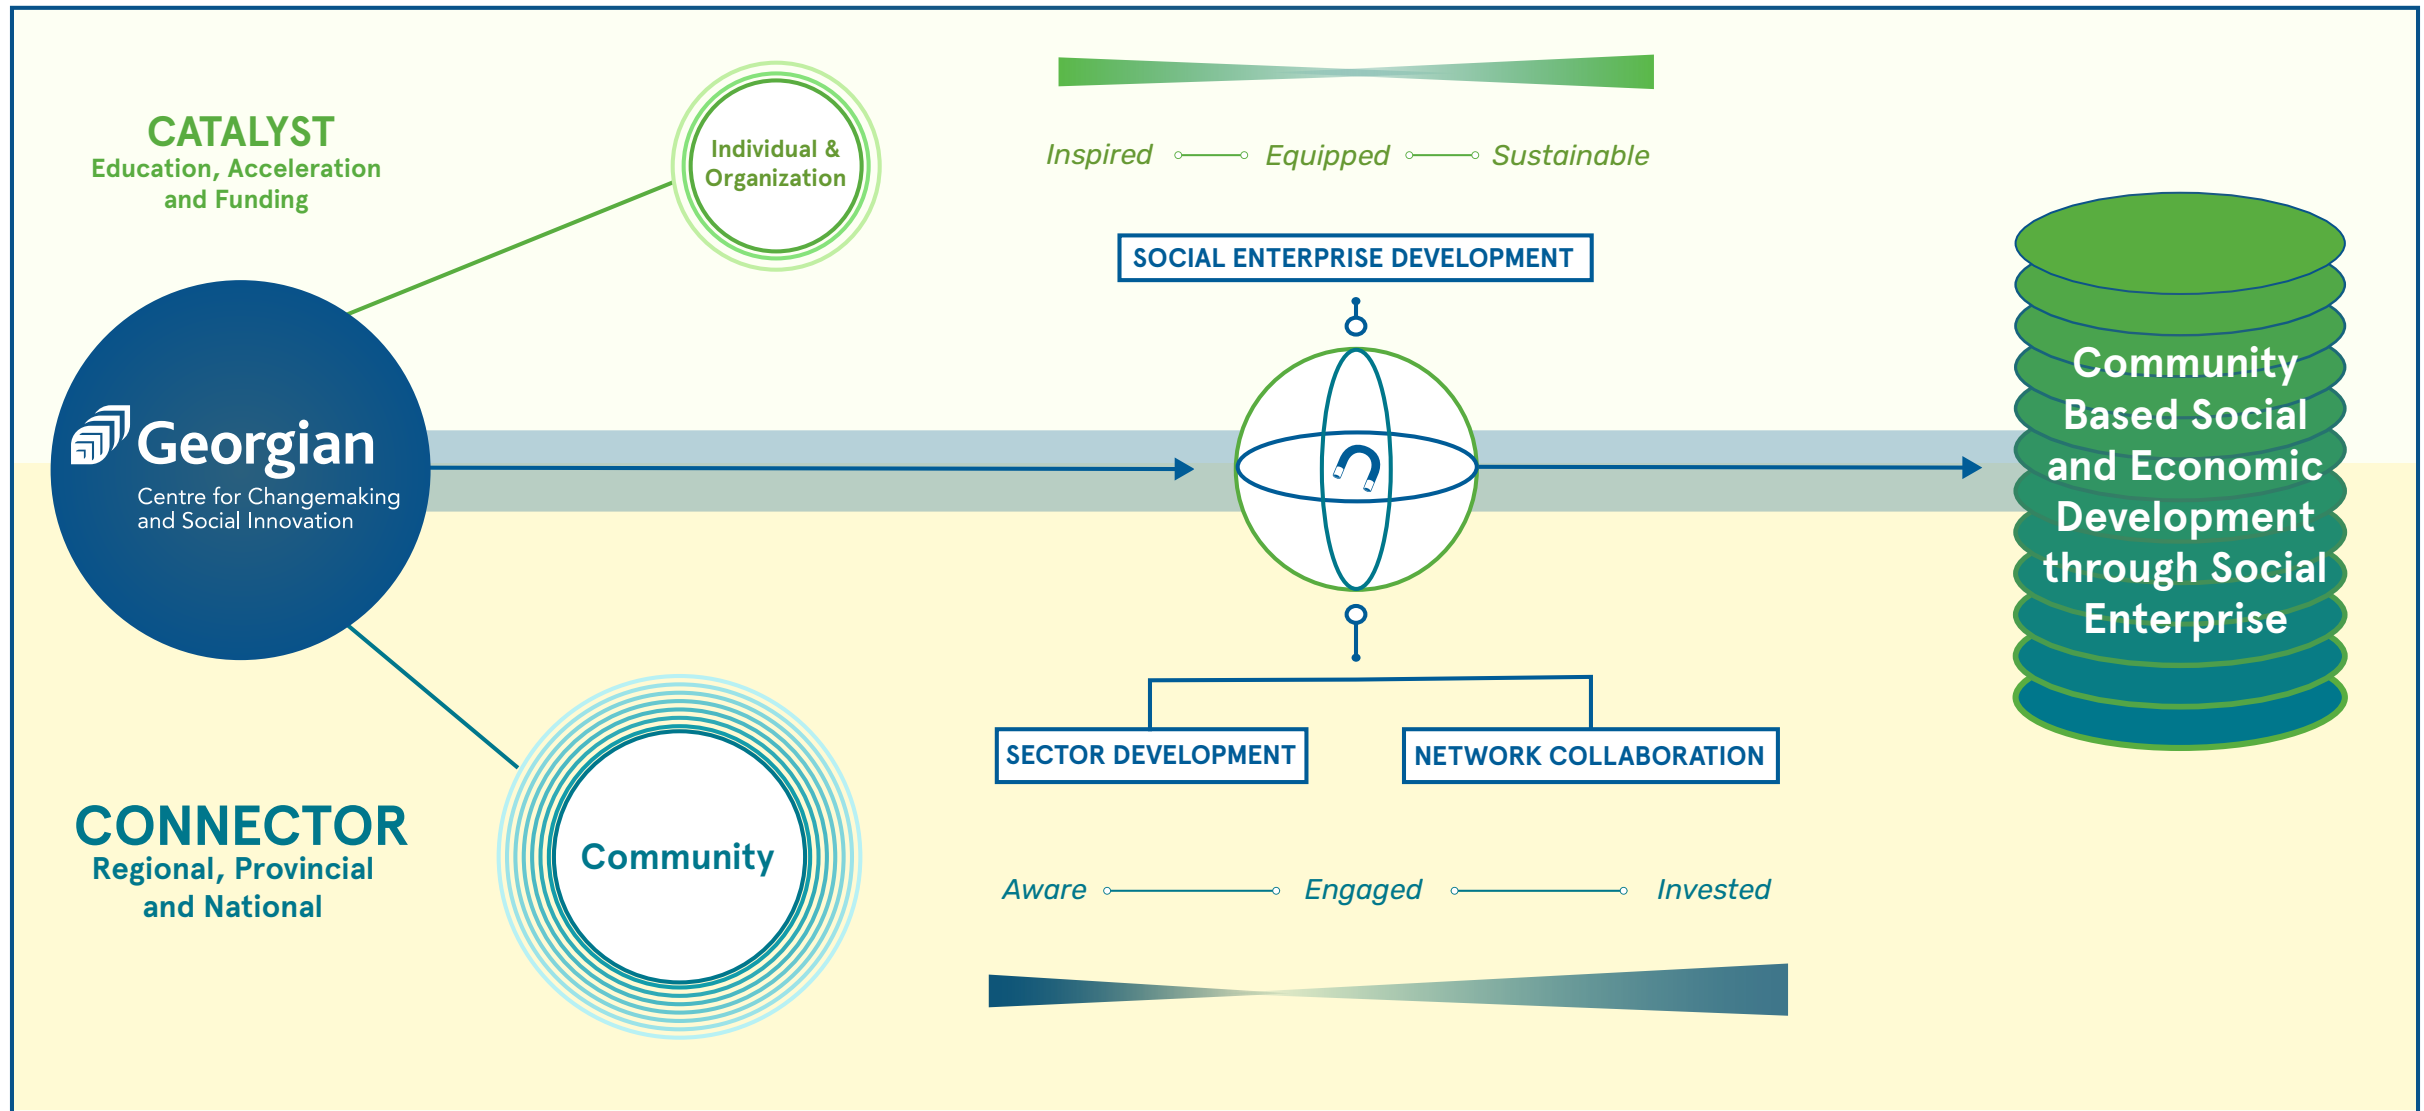 CATALYST
Education, Acceleration
and Funding
Individual &
Organization
Inspired
Equipped
Sustainable
SOCIAL ENTERPRISE DEVELOPMENT
Georgian
Centre for Changemaking
and Social Innovation
Community
Based Social
and Economic
Development
through Social
Enterprise
SECTOR DEVELOPMENT
NETWORK COLLABORATION
CONNECTOR
Regional, Provincial
and National
Community
Aware
Engaged
Invested